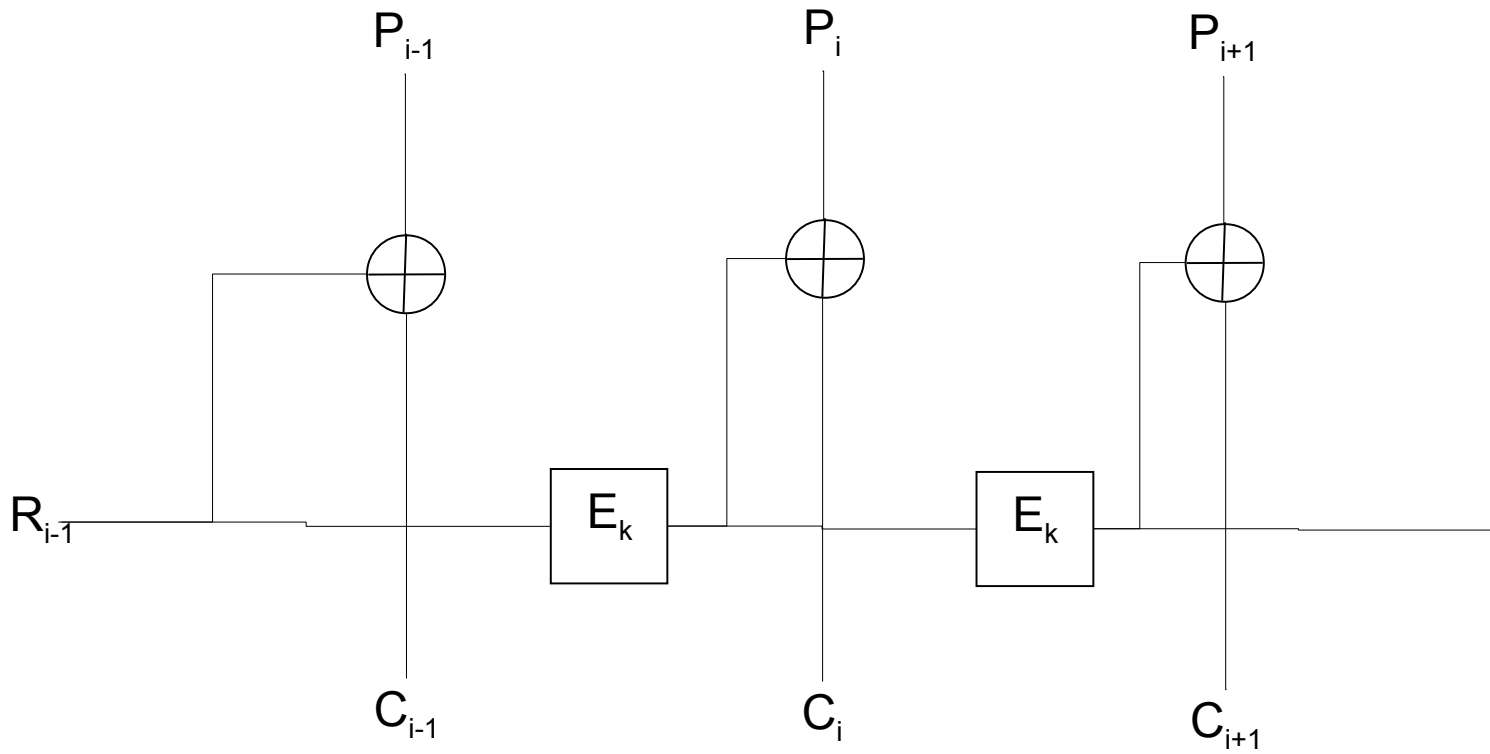 P_{i-1} P_i P_{i+1}
R_{i-1} E_k E_k
C_{i-1} C_i C_{i+1}